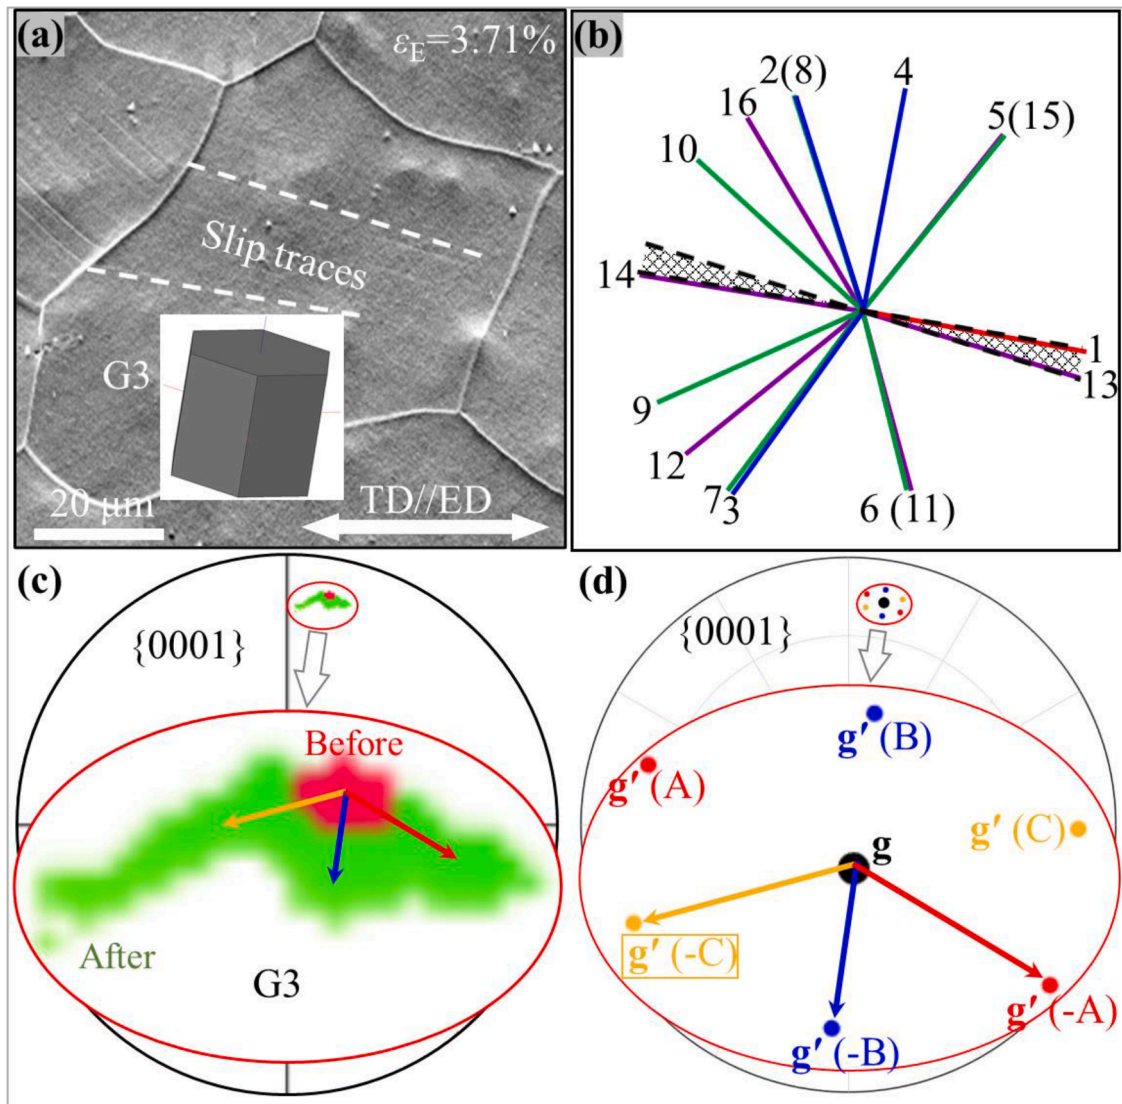 (a)
εE=3.71%
Slip traces
G3
20 μm
TD//ED
(b)
2(8)
4
16
5(15)
10
14
1
13
9
12
7
3
6 (11)
(c)
{0001}
Before
After
G3
(d)
{0001}
g′ (B)
g′ (A)
g′ (C)
g
g′ (-C)
g′ (-A)
g′ (-B)